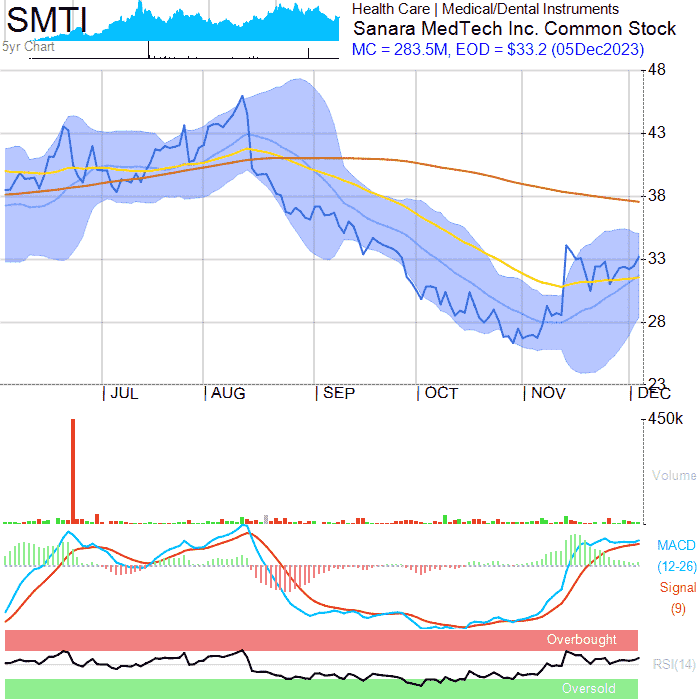 SMTI
Health Care | Medical/Dental Instruments
Sanara MedTech Inc. Common Stock
5yr Chart
MC = 283.5M, EOD = $33.2 (05Dec2023)
48
43
38
33
28
23
JUL
AUG
SEP
OCT
NOV
DEC
450k
Volume
MACD
(12-26)
Signal
(9)
Overbought
RSI(14)
Oversold